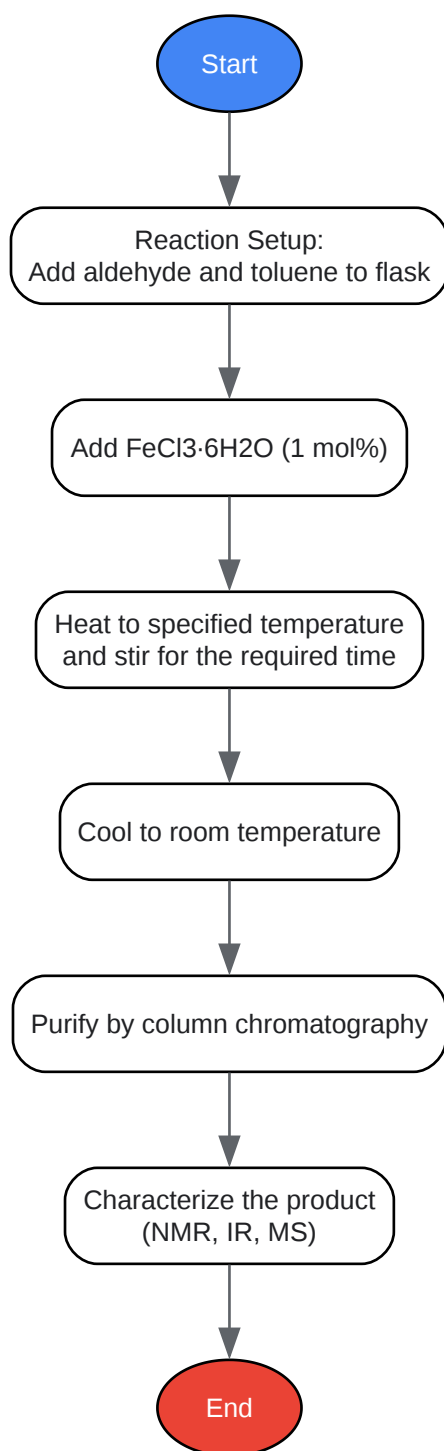 Start
Reaction Setup:
Add aldehyde and toluene to flask
Add FeCl3·6H2O (1 mol%)
Heat to specified temperature
and stir for the required time
Cool to room temperature
Purify by column chromatography
Characterize the product
(NMR, IR, MS)
End